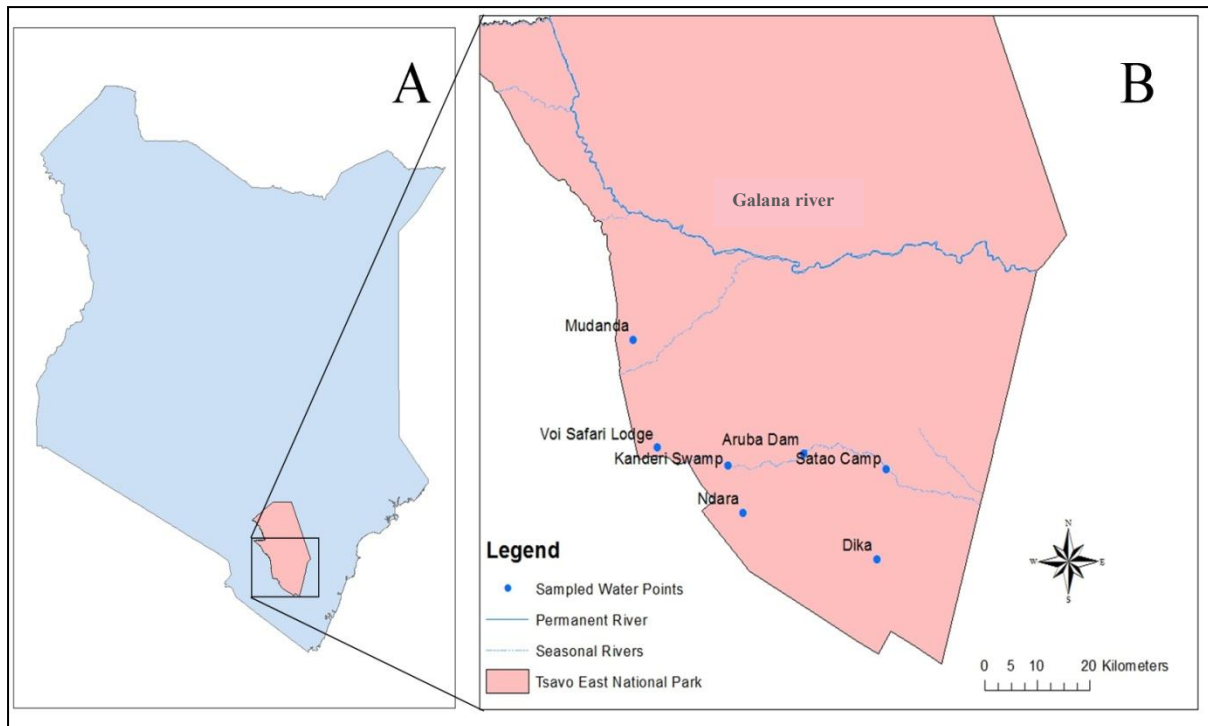 A
B
Galana river
Mudanda
Voi Safari Lodge
Aruba Dam
Kanderi Swamp
Satao Camp
Ndara
Dika
Legend
Sampled Water Points
Permanent River
Seasonal Rivers
Tsavo East National Park
N
W E
S
0 5 10 20 Kilometers